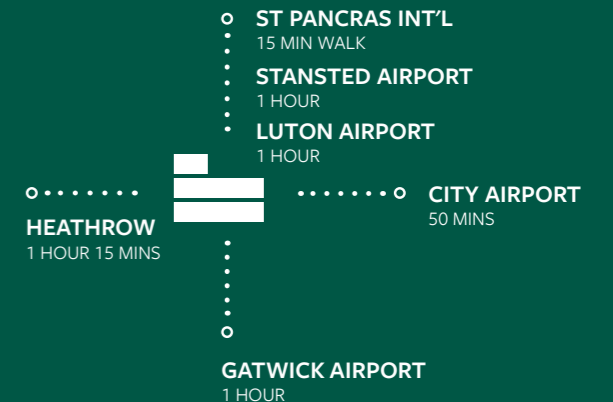 ST PANCRAS INT'L
15 MIN WALK
STANSTED AIRPORT
1 HOUR
LUTON AIRPORT
1 HOUR
CITY AIRPORT
50 MINS
HEATHROW
1 HOUR 15 MINS
GATWICK AIRPORT
1 HOUR